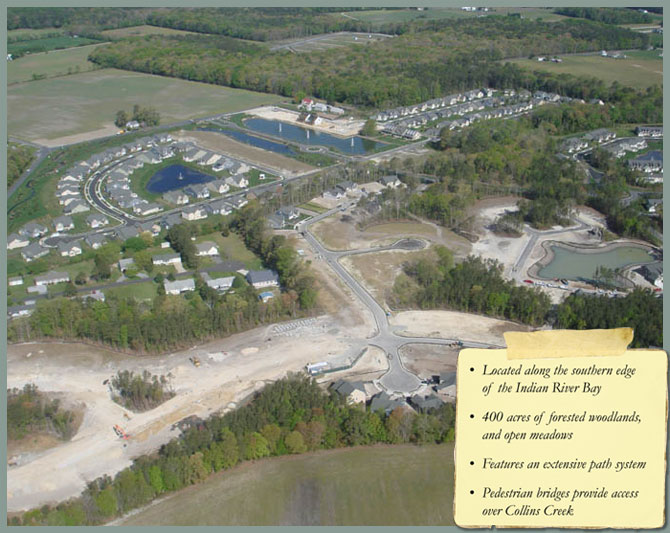 • Located along the southern edge
of the Indian River Bay
• 400 acres of forested woodlands,
and open meadows
• Features an extensive path system
• Pedestrian bridges provide access
over Collins Creek